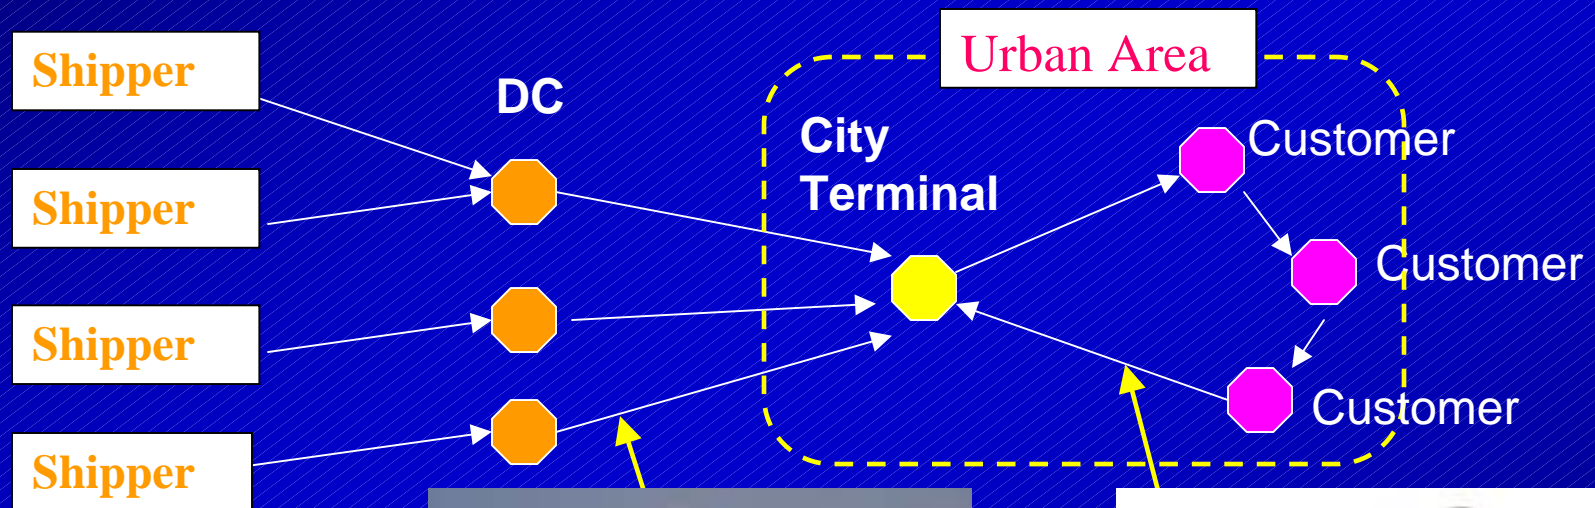 Urban Area
Shipper
DC
City
Terminal
Customer
Shipper
Customer
Shipper
Customer
Shipper